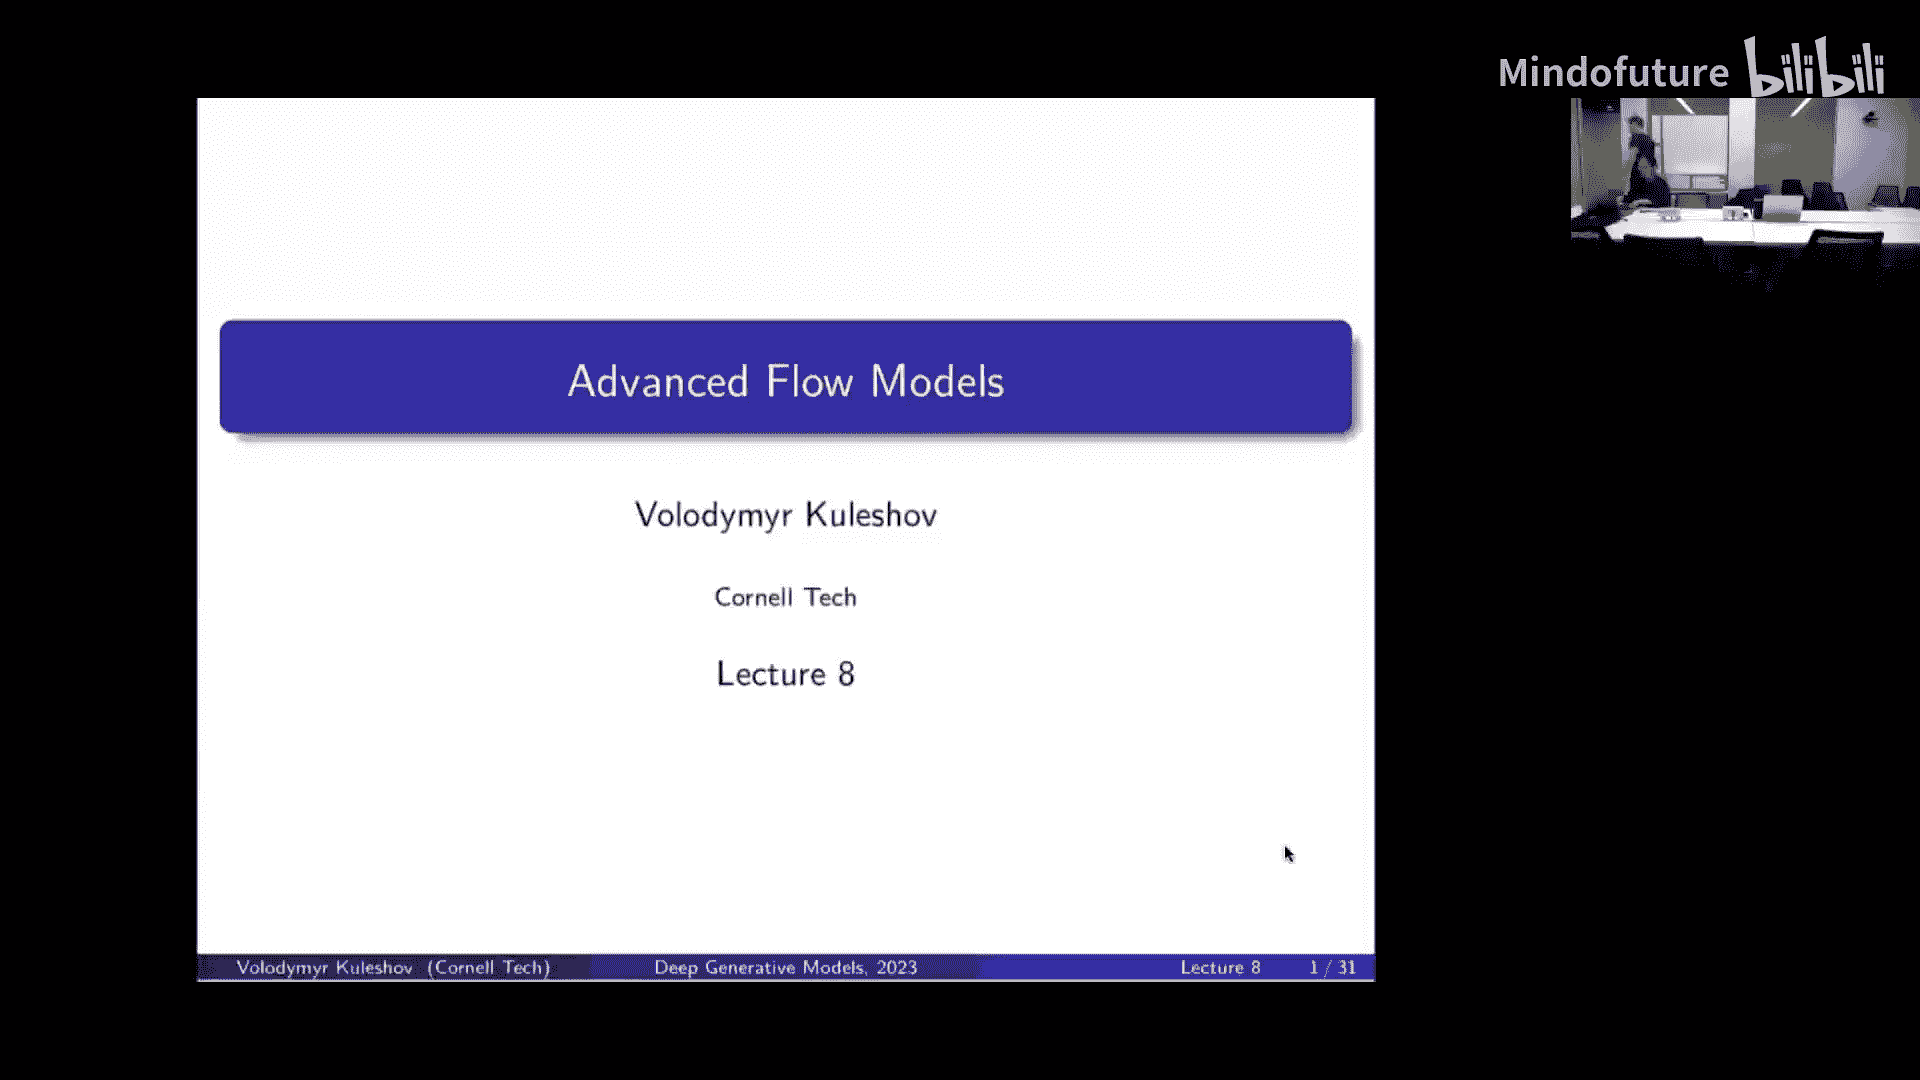 Mindofuture bilibili
Advanced Flow Models
Volodymyr Kuleshov
Cornell Tech
Lecture 8
Volodymyr Kuleshov (Cornell Tech) Deep Generative Models, 2023 Lecture 8 1 / 31